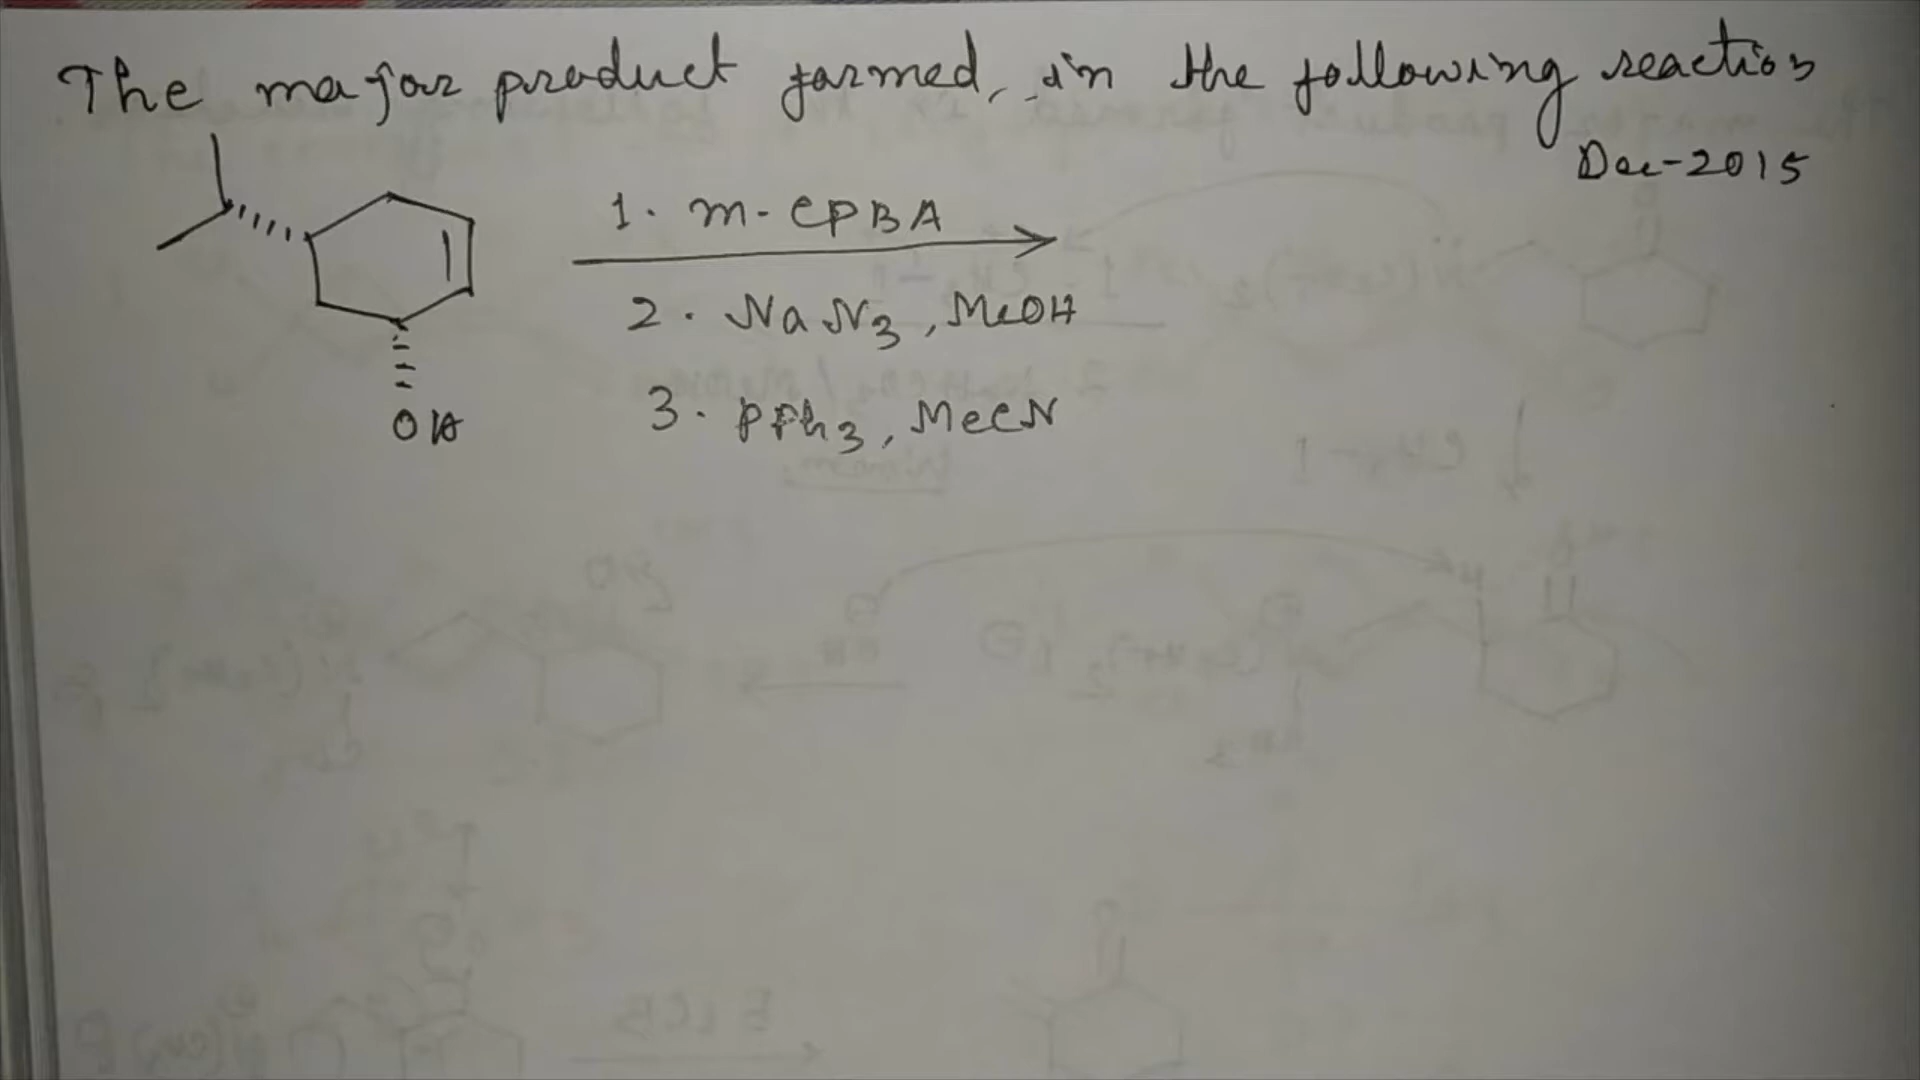 The major product formed, in the following reaction
Dec-2015
1. m-CPBA
2. NaN3, MeOH
3. PPh3, MeCN
OH